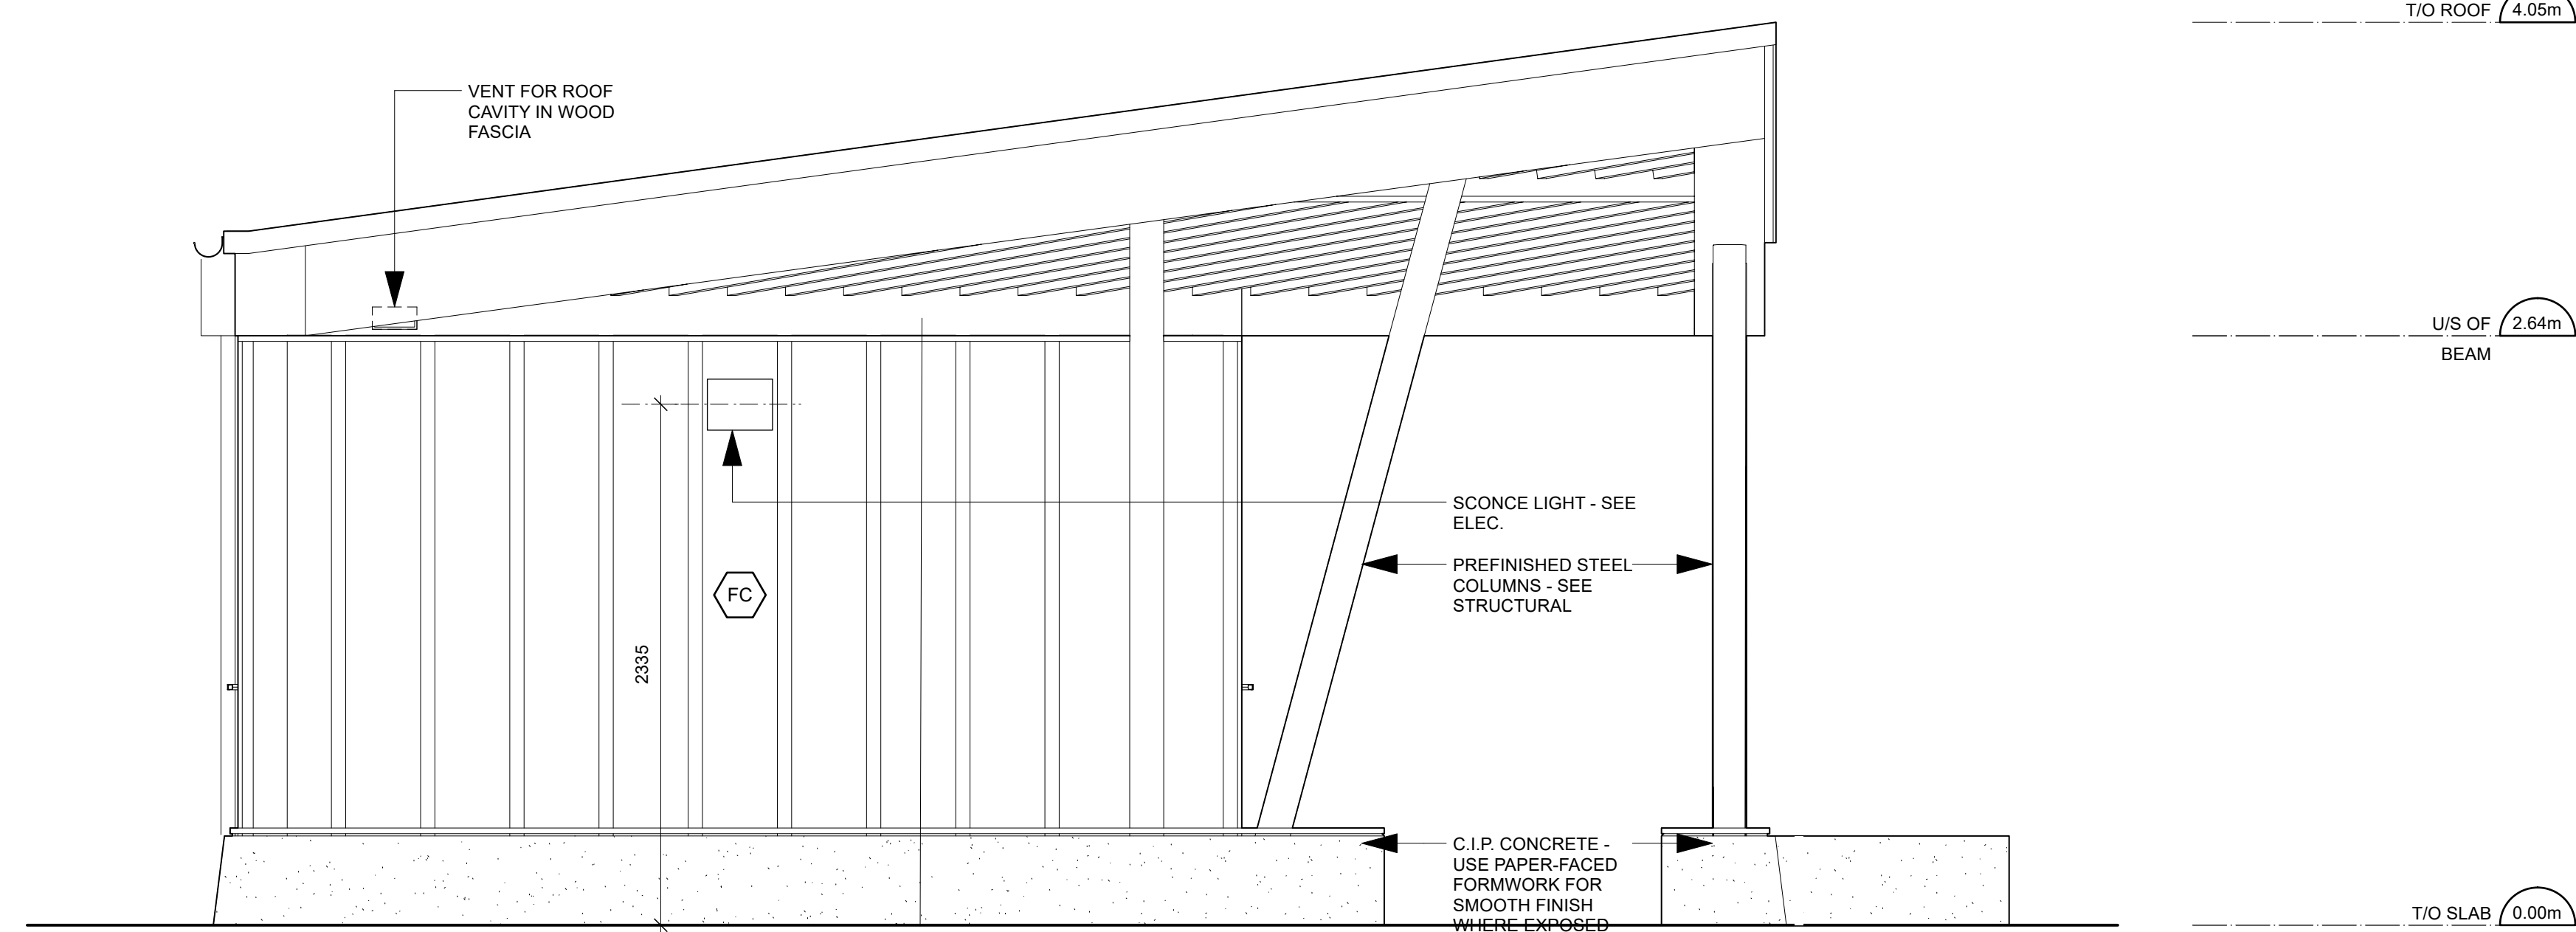 T/O ROOF 4.05m
VENT FOR ROOF
CAVITY IN WOOD
FASCIA
U/S OF 2.64m
BEAM
SCONCE LIGHT - SEE
ELEC.
PREFINISHED STEEL
COLUMNS - SEE
STRUCTURAL
FC
2335
C.I.P. CONCRETE -
USE PAPER-FACED
FORMWORK FOR
SMOOTH FINISH
WHERE EXPOSED
T/O SLAB 0.00m